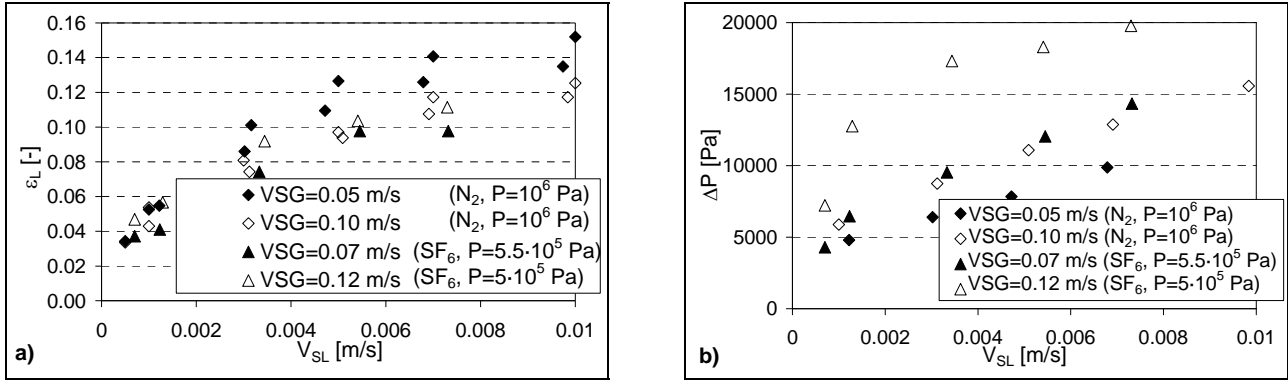 0.16
0.14
0.12
0.10
0.08
0.06
0.04
0.02
0.00
ε_L [-]
VSG=0.05 m/s (N₂, P=10⁶ Pa)
VSG=0.10 m/s (N₂, P=10⁶ Pa)
VSG=0.07 m/s (SF₆, P=5.5·10⁵ Pa)
VSG=0.12 m/s (SF₆, P=5·10⁵ Pa)
0 0.002 0.004 0.006 0.008 0.01
V_SL [m/s]
a)
20000
15000
10000
5000
0
ΔP [Pa]
VSG=0.05 m/s (N₂, P=10⁶ Pa)
VSG=0.10 m/s (N₂, P=10⁶ Pa)
VSG=0.07 m/s (SF₆, P=5.5·10⁵ Pa)
VSG=0.12 m/s (SF₆, P=5·10⁵ Pa)
0 0.002 0.004 0.006 0.008 0.01
V_SL [m/s]
b)